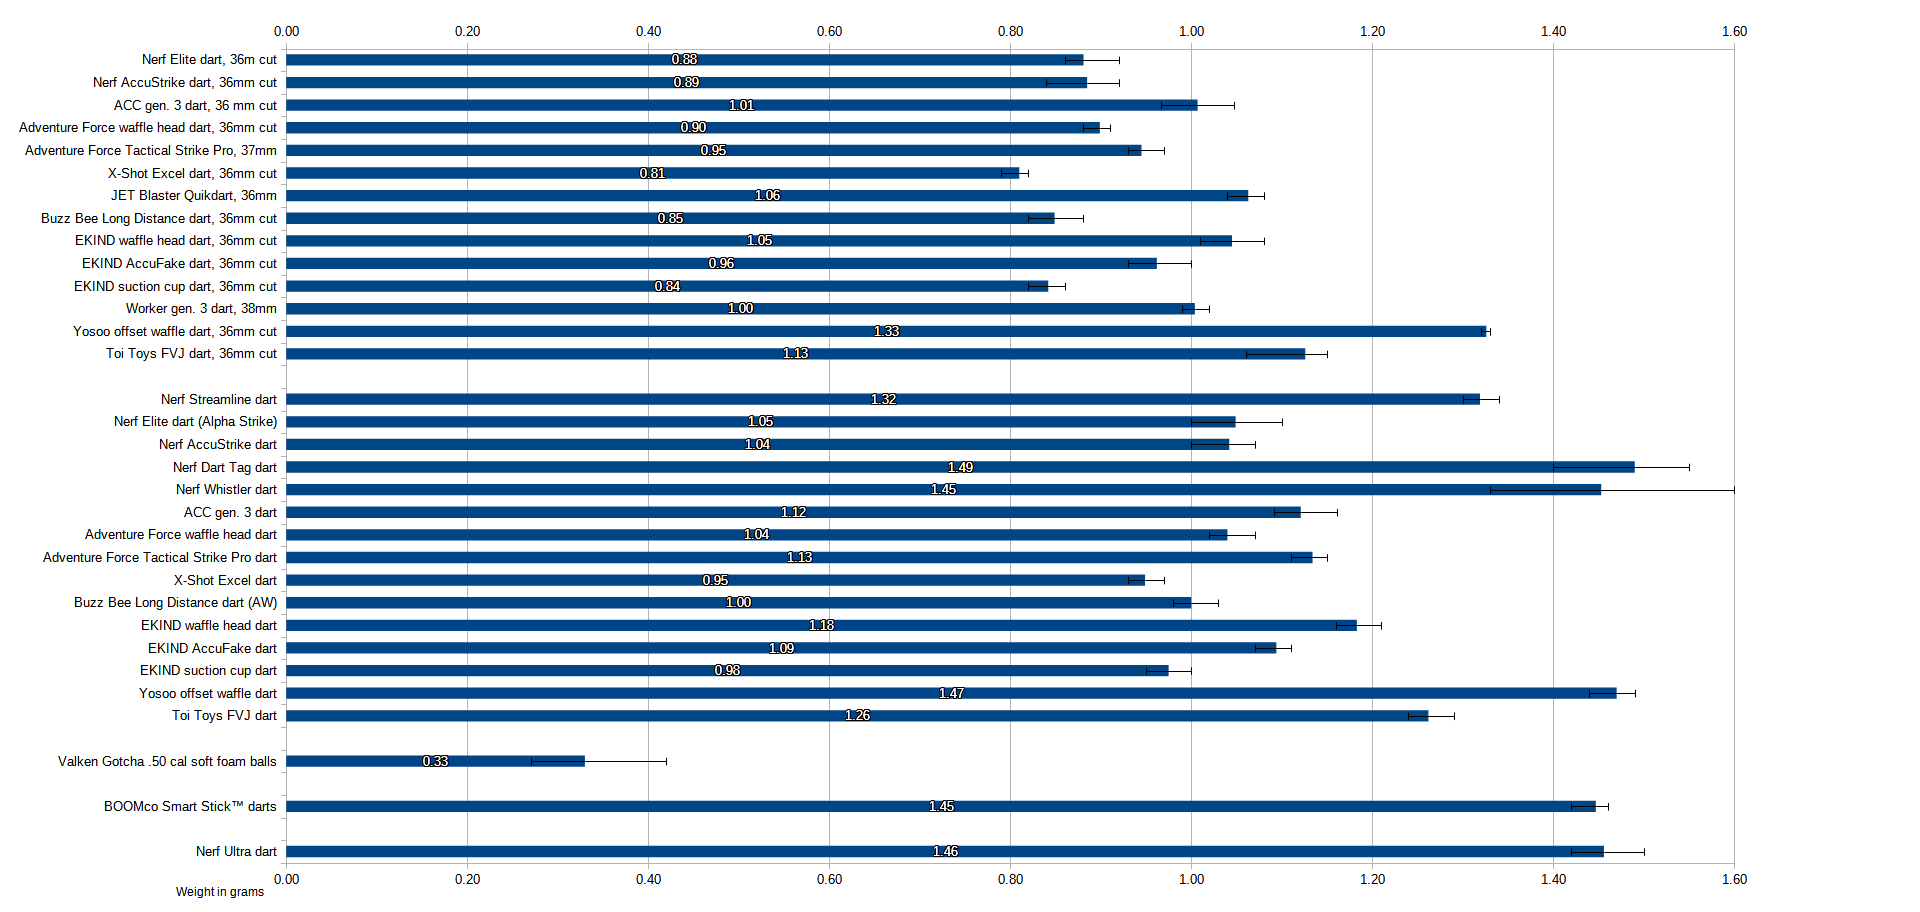 0.00 0.20 0.40 0.60 0.80 1.00 1.20 1.40 1.60
Nerf Elite dart, 36m cut 0.88
Nerf AccuStrike dart, 36mm cut 0.89
ACC gen. 3 dart, 36 mm cut 1.01
Adventure Force waffle head dart, 36mm cut 0.90
Adventure Force Tactical Strike Pro, 37mm 0.95
X-Shot Excel dart, 36mm cut 0.81
JET Blaster Quikdart, 36mm 1.06
Buzz Bee Long Distance dart, 36mm cut 0.85
EKIND waffle head dart, 36mm cut 1.05
EKIND AccuFake dart, 36mm cut 0.96
EKIND suction cup dart, 36mm cut 0.84
Worker gen. 3 dart, 38mm 1.00
Yosoo offset waffle dart, 36mm cut 1.33
Toi Toys FVJ dart, 36mm cut 1.13
Nerf Streamline dart 1.32
Nerf Elite dart (Alpha Strike) 1.05
Nerf AccuStrike dart 1.04
Nerf Dart Tag dart 1.49
Nerf Whistler dart 1.45
ACC gen. 3 dart 1.12
Adventure Force waffle head dart 1.04
Adventure Force Tactical Strike Pro dart 1.13
X-Shot Excel dart 0.95
Buzz Bee Long Distance dart (AW) 1.00
EKIND waffle head dart 1.18
EKIND AccuFake dart 1.09
EKIND suction cup dart 0.98
Yosoo offset waffle dart 1.47
Toi Toys FVJ dart 1.26
Valken Gotcha .50 cal soft foam balls 0.33
BOOMco Smart Stick™ darts 1.45
Nerf Ultra dart 1.46
0.00 0.20 0.40 0.60 0.80 1.00 1.20 1.40 1.60
Weight in grams